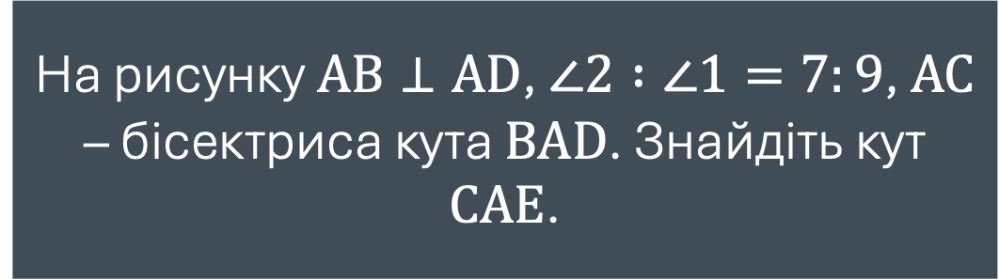 На рисунку AB ⊥ AD, ∠2 : ∠1 = 7: 9, AC
– бісектриса кута BAD. Знайдіть кут
CAE.